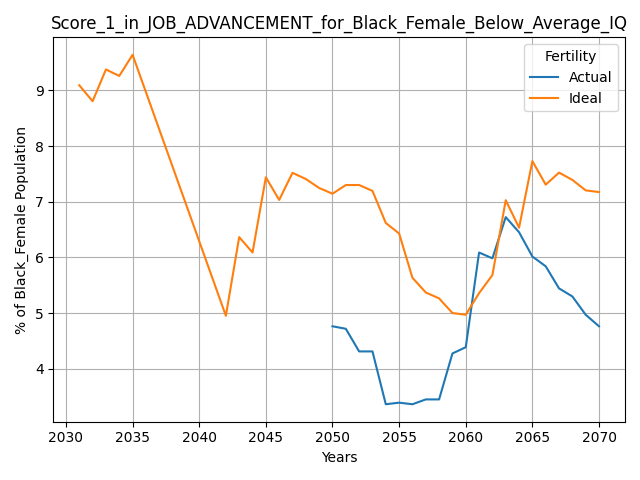 Score_1_in_JOB_ADVANCEMENT_for_Black_Female_Below_Average_IQ
Fertility
Actual
Ideal
% of Black_Female Population
9
8
7
6
5
4
2030 2035 2040 2045 2050 2055 2060 2065 2070
Years